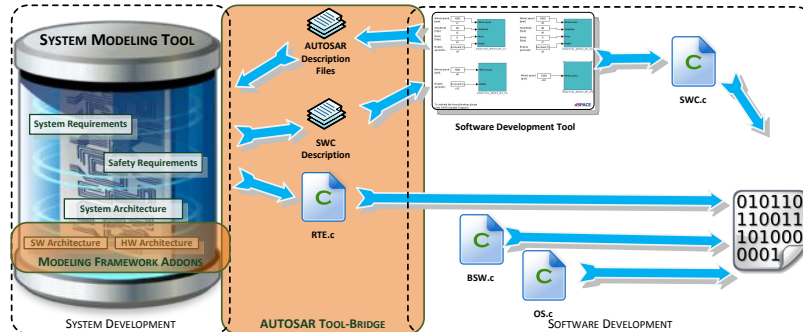 SYSTEM MODELING TOOL
System Requirements
Safety Requirements
System Architecture
SW Architecture
HW Architecture
MODELING FRAMEWORK ADDONS
SYSTEM DEVELOPMENT
AUTOSAR
Description
Files
SWC
Description
C
RTE.c
AUTOSAR TOOL-BRIDGE
dSPACE
Software Development Tool
C
SWC.c
C
BSW.c
C
OS.c
010110
110011
101000
0001
SOFTWARE DEVELOPMENT